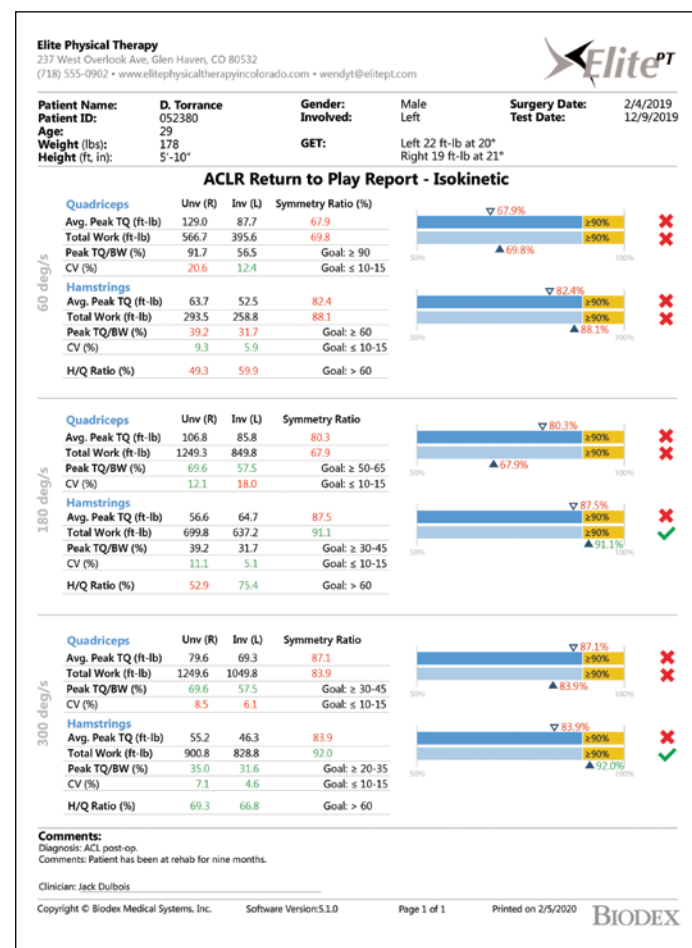 Elite Physical Therapy
237 West Overlook Ave, Glen Haven, CO 80532
(718) 555-0902 • www.elitephysicaltherapyincolorado.com • wendyt@elitept.com
Elite PT
Patient Name: D. Torrance Gender: Male Surgery Date: 2/4/2019
Patient ID: 052380 Involved: Left Test Date: 12/9/2019
Age: 29
Weight (lbs): 178 GET: Left 22 ft-lb at 20°
Height (ft, in): 5'-10" Right 19 ft-lb at 21°
ACLR Return to Play Report - Isokinetic
60 deg/s
Quadriceps Unv (R) Inv (L) Symmetry Ratio (%)
Avg. Peak TQ (ft-lb) 129.0 87.7 67.9
Total Work (ft-lb) 566.7 395.6 69.8
Peak TQ/BW (%) 91.7 56.5 Goal: ≥ 90
CV (%) 20.6 12.4 Goal: ≤ 10-15
67.9%
≥90%
≥90%
69.8%
50% 100%
Hamstrings
Avg. Peak TQ (ft-lb) 63.7 52.5 82.4
Total Work (ft-lb) 293.5 258.8 88.1
Peak TQ/BW (%) 39.2 31.7 Goal: ≥ 60
CV (%) 9.3 5.9 Goal: ≤ 10-15
H/Q Ratio (%) 49.3 59.9 Goal: > 60
82.4%
≥90%
≥90%
88.1%
50% 100%
180 deg/s
Quadriceps Unv (R) Inv (L) Symmetry Ratio
Avg. Peak TQ (ft-lb) 106.8 85.8 80.3
Total Work (ft-lb) 1249.3 849.8 67.9
Peak TQ/BW (%) 69.6 57.5 Goal: ≥ 50-65
CV (%) 12.1 18.0 Goal: ≤ 10-15
80.3%
≥90%
≥90%
67.9%
50% 100%
Hamstrings
Avg. Peak TQ (ft-lb) 56.6 64.7 87.5
Total Work (ft-lb) 699.8 637.2 91.1
Peak TQ/BW (%) 39.2 31.7 Goal: ≥ 30-45
CV (%) 11.1 5.1 Goal: ≤ 10-15
H/Q Ratio (%) 52.9 75.4 Goal: > 60
87.5%
≥90%
≥90%
91.1%
50% 100%
300 deg/s
Quadriceps Unv (R) Inv (L) Symmetry Ratio
Avg. Peak TQ (ft-lb) 79.6 69.3 87.1
Total Work (ft-lb) 1249.6 1049.8 83.9
Peak TQ/BW (%) 69.6 57.5 Goal: ≥ 30-45
CV (%) 8.5 6.1 Goal: ≤ 10-15
87.1%
≥90%
≥90%
83.9%
50% 100%
Hamstrings
Avg. Peak TQ (ft-lb) 55.2 46.3 83.9
Total Work (ft-lb) 900.8 828.8 92.0
Peak TQ/BW (%) 35.0 31.6 Goal: ≥ 20-35
CV (%) 7.1 4.6 Goal: ≤ 10-15
H/Q Ratio (%) 69.3 66.8 Goal: > 60
83.9%
≥90%
≥90%
92.0%
50% 100%
Comments:
Diagnosis: ACL post-op.
Comments: Patient has been at rehab for nine months.
Clinician: Jack Dulbois
Copyright © Biodex Medical Systems, Inc. Software Version:5.1.0 Page 1 of 1 Printed on 2/5/2020 BIODEX